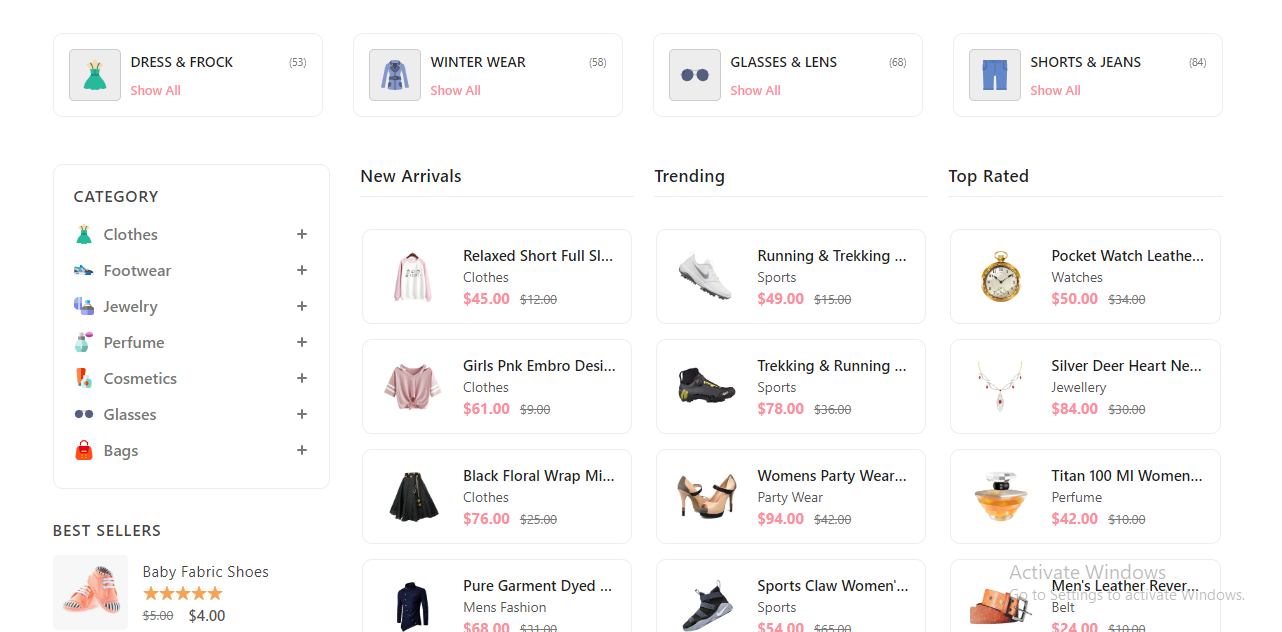 DRESS & FROCK
(53)
Show All
WINTER WEAR
(58)
Show All
GLASSES & LENS
(68)
Show All
SHORTS & JEANS
(84)
Show All
CATEGORY
Clothes +
Footwear +
Jewelry +
Perfume +
Cosmetics +
Glasses +
Bags +
BEST SELLERS
Baby Fabric Shoes
$5.00 $4.00
New Arrivals
Relaxed Short Full Sl...
Clothes
$45.00 $12.00
Girls Pnk Embro Desi...
Clothes
$61.00 $9.00
Black Floral Wrap Mi...
Clothes
$76.00 $25.00
Pure Garment Dyed ...
Mens Fashion
$68.00 $31.00
Trending
Running & Trekking ...
Sports
$49.00 $15.00
Trekking & Running ...
Sports
$78.00 $36.00
Womens Party Wear...
Party Wear
$94.00 $42.00
Sports Claw Women'...
Sports
$54.00 $65.00
Top Rated
Pocket Watch Leathe...
Watches
$50.00 $34.00
Silver Deer Heart Ne...
Jewellery
$84.00 $30.00
Titan 100 Ml Women...
Perfume
$42.00 $10.00
Men's Leather Rever...
Belt
$24.00 $10.00
Activate Windows
Go to Settings to activate Windows.